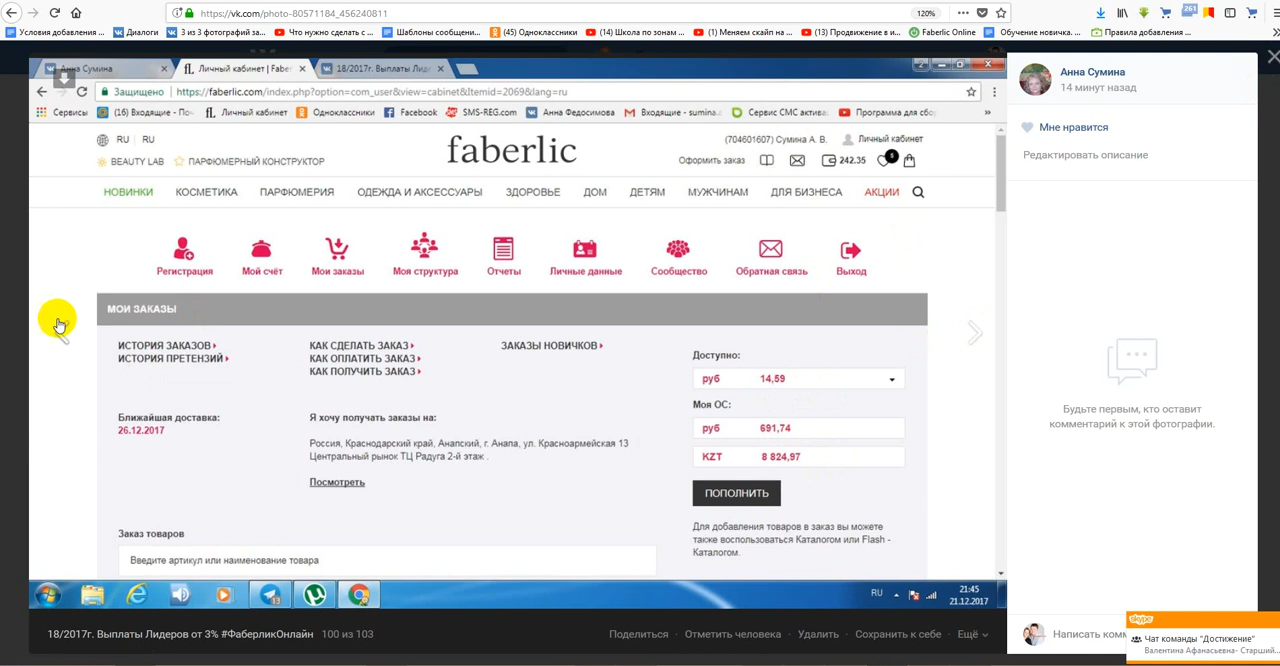 https://vk.com/photo-80571184_456240811
120%
261
Условия добавления ...
Диалоги
3 из 3 фотографий за...
Что нужно сделать с ...
Шаблоны сообщени...
(45) Одноклассники
(14) Школа по зонам ...
(1) Меняем скайп на ...
(13) Продвижение в и...
Faberlic Online
Обучение новичка. ...
Правила добавления ...
Анна Сумина
Личный кабинет | Faber
18/2017г. Выплаты Лиде
Защищено
https://faberlic.com/index.php?option=com_user&view=cabinet&Itemid=2069&lang=ru
Сервисы
(16) Входящие - Поч
Личный кабинет
Одноклассники
Facebook
SMS-REG.com
Анна Федосимова
Входящие - sumina.
Сервис СМС актива
Программа для сбо
RU
RU
faberlic
(704601607) Сумина А. В.
Личный кабинет
BEAUTY LAB
ПАРФЮМЕРНЫЙ КОНСТРУКТОР
Оформить заказ
242.35
НОВИНКИ
КОСМЕТИКА
ПАРФЮМЕРИЯ
ОДЕЖДА И АКСЕССУАРЫ
ЗДОРОВЬЕ
ДОМ
ДЕТЯМ
МУЖЧИНАМ
ДЛЯ БИЗНЕСА
АКЦИИ
Регистрация
Мой счёт
Мои заказы
Моя структура
Отчеты
Личные данные
Сообщество
Обратная связь
Выход
МОИ ЗАКАЗЫ
ИСТОРИЯ ЗАКАЗОВ
ИСТОРИЯ ПРЕТЕНЗИЙ
КАК СДЕЛАТЬ ЗАКАЗ
КАК ОПЛАТИТЬ ЗАКАЗ
КАК ПОЛУЧИТЬ ЗАКАЗ
ЗАКАЗЫ НОВИЧКОВ
Доступно:
руб 14,59
Моя ОС:
руб 691,74
KZT 8 824,97
ПОПОЛНИТЬ
Для добавления товаров в заказ вы можете
также воспользоваться Каталогом или Flash -
Каталогом.
Ближайшая доставка:
26.12.2017
Я хочу получать заказы на:
Россия, Краснодарский край, Анапский, г. Анапа, ул. Красноармейская 13
Центральный рынок ТЦ Радуга 2-й этаж .
Посмотреть
Заказ товаров
Введите артикул или наименование товара
RU
21:45
21.12.2017
18/2017г. Выплаты Лидеров от 3% #ФаберликОнлайн
100 из 103
Поделиться
Отметить человека
Удалить
Сохранить к себе
Ещё
Анна Сумина
14 минут назад
Мне нравится
Редактировать описание
Будьте первым, кто оставит
комментарий к этой фотографии.
Написать комм
skype
Чат команды "Достижение"
Валентина Афанасьевна- Старший...